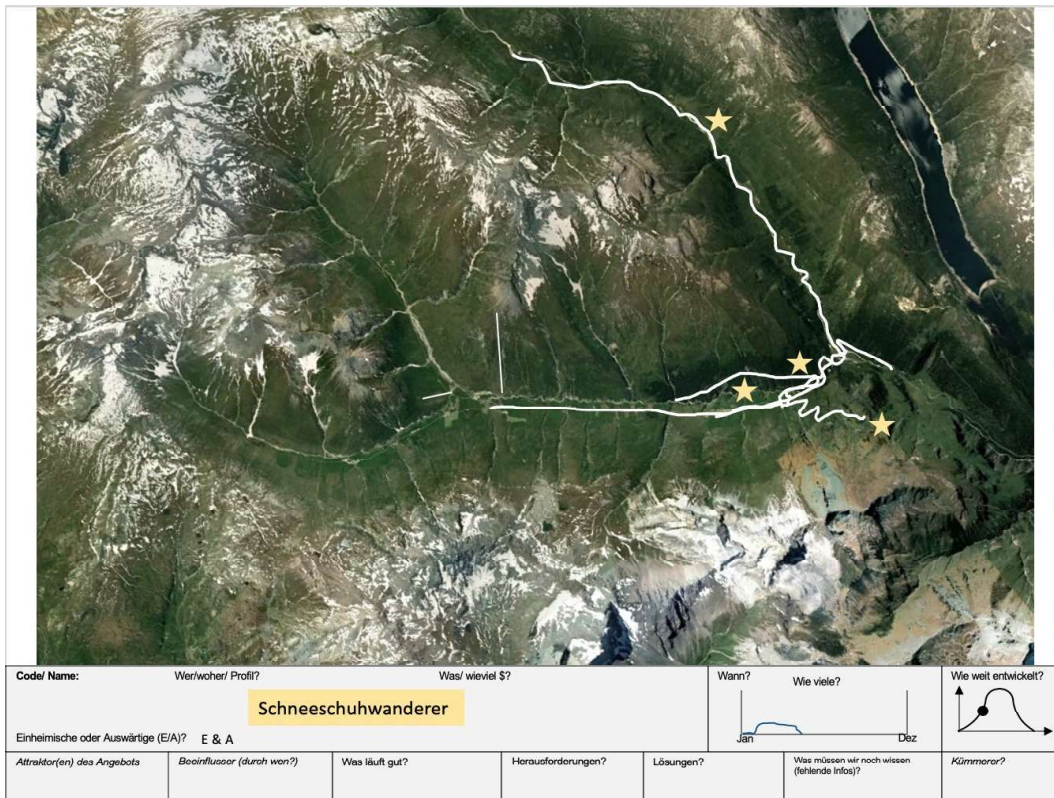 Code/ Name: Wer/woher/ Profil? Was/ wieviel $?
Schneeschuhwanderer
Einheimische oder Auswärtige (E/A)? E & A
Wann? Wie viele?
Jan Dez
Wie weit entwickelt?
Attraktor(en) des Angebots
Beeinflusser (durch wen?)
Was läuft gut?
Herausforderungen?
Lösungen?
Was müssen wir noch wissen
(fehlende Infos)?
Kümmerer?